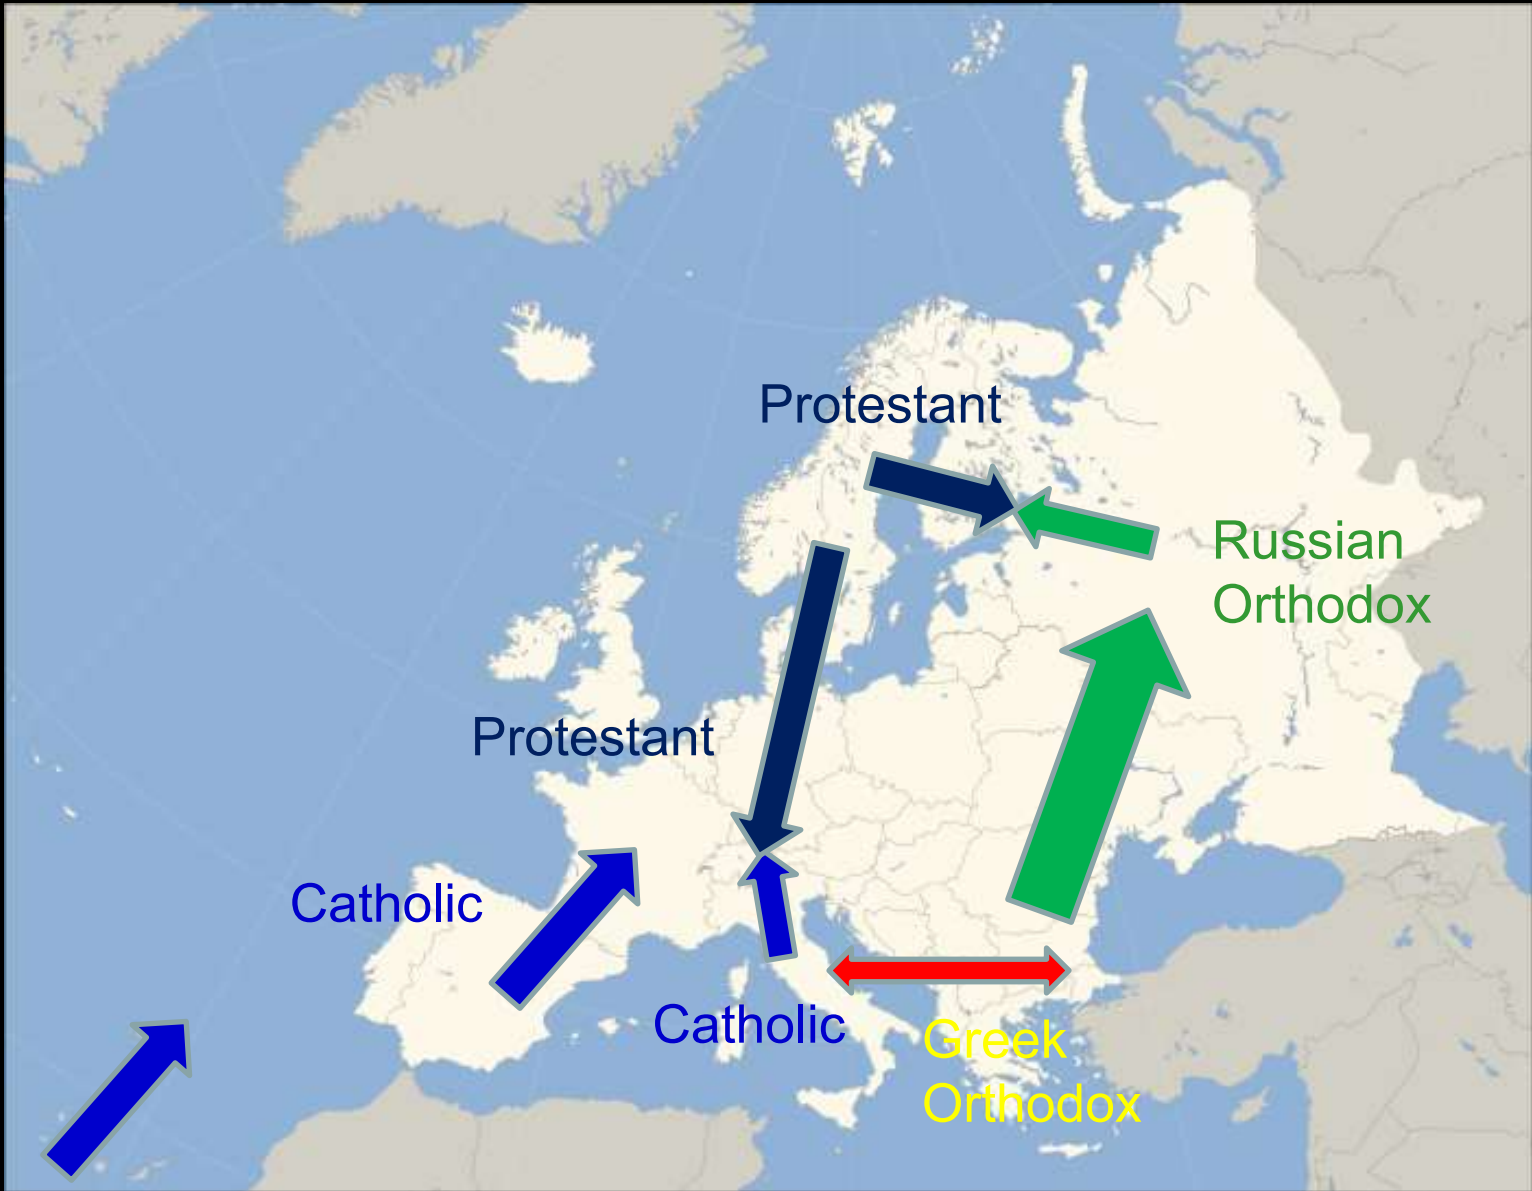 Protestant
Russian
Orthodox
Protestant
Catholic
Catholic
Greek
Orthodox